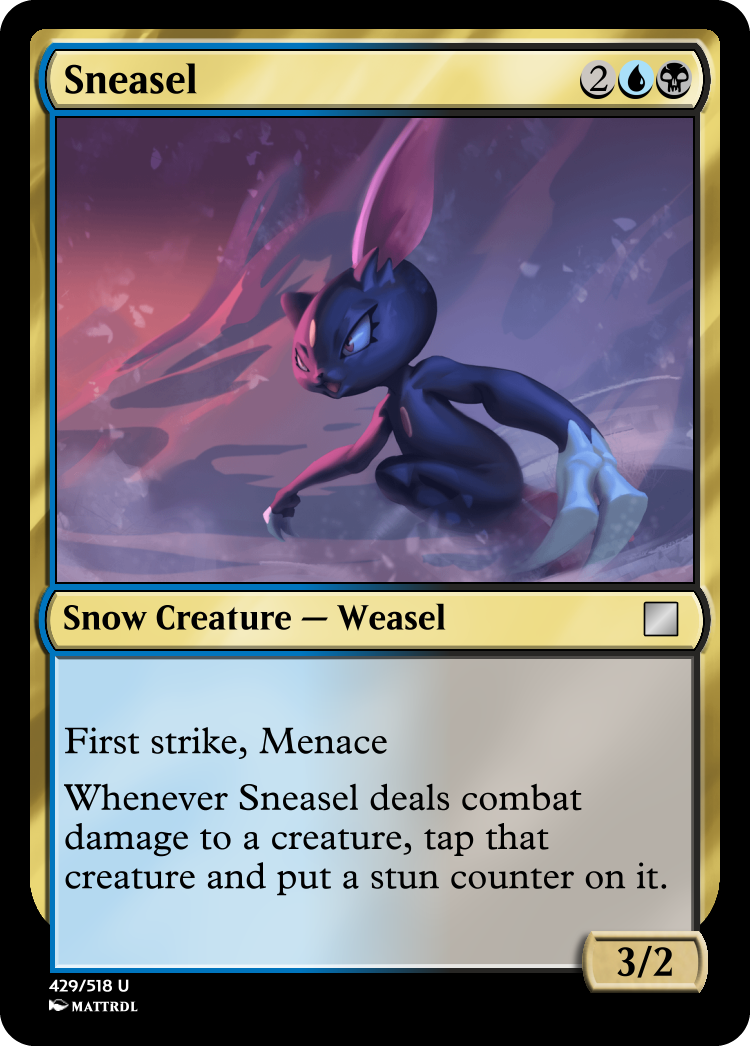 Sneasel 2
Snow Creature — Weasel
First strike, Menace
Whenever Sneasel deals combat
damage to a creature, tap that
creature and put a stun counter on it.
3/2
429/518 U
MATTRDL